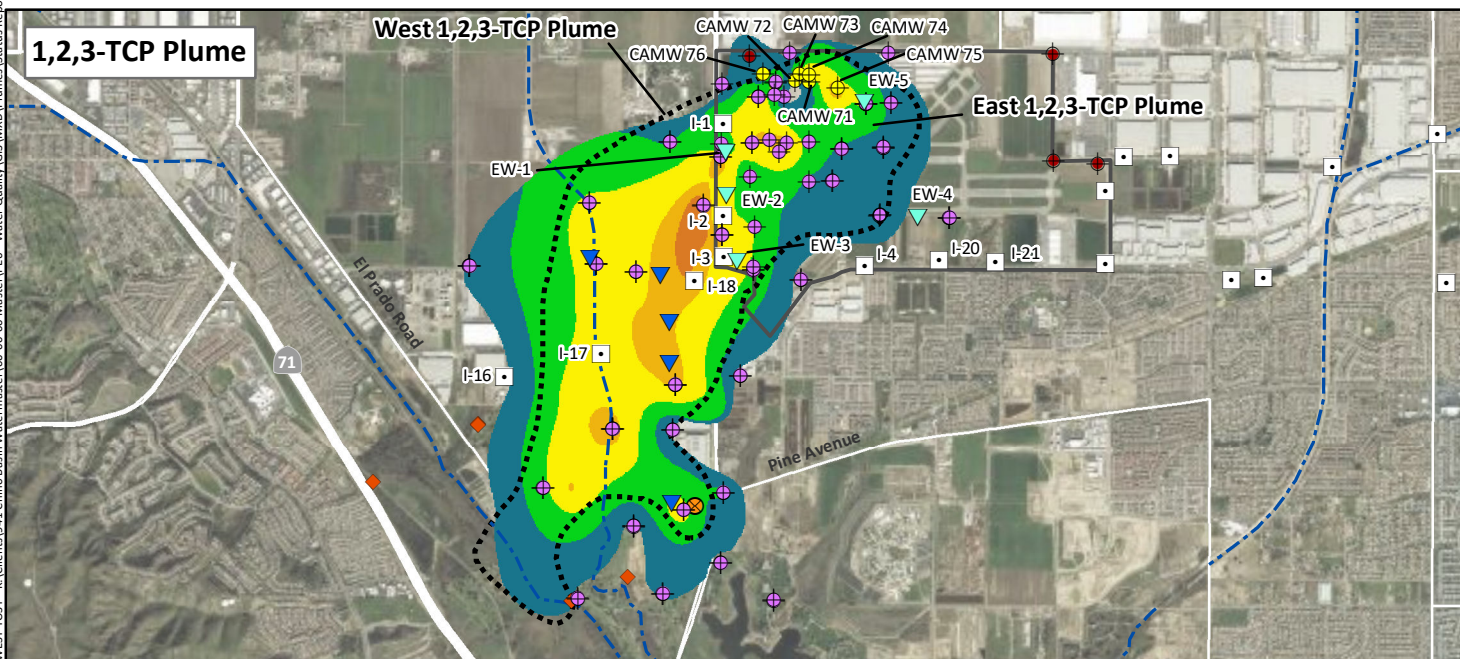 1,2,3-TCP Plume
West 1,2,3-TCP Plume
CAMW 72
CAMW 73
CAMW 74
CAMW 76
CAMW 75
EW-5
CAMW 71
East 1,2,3-TCP Plume
I-1
EW-1
EW-2
I-2
EW-4
EW-3
I-3
I-4
I-20
I-21
I-18
El Prado Road
71
I-17
I-16
Pine Avenue